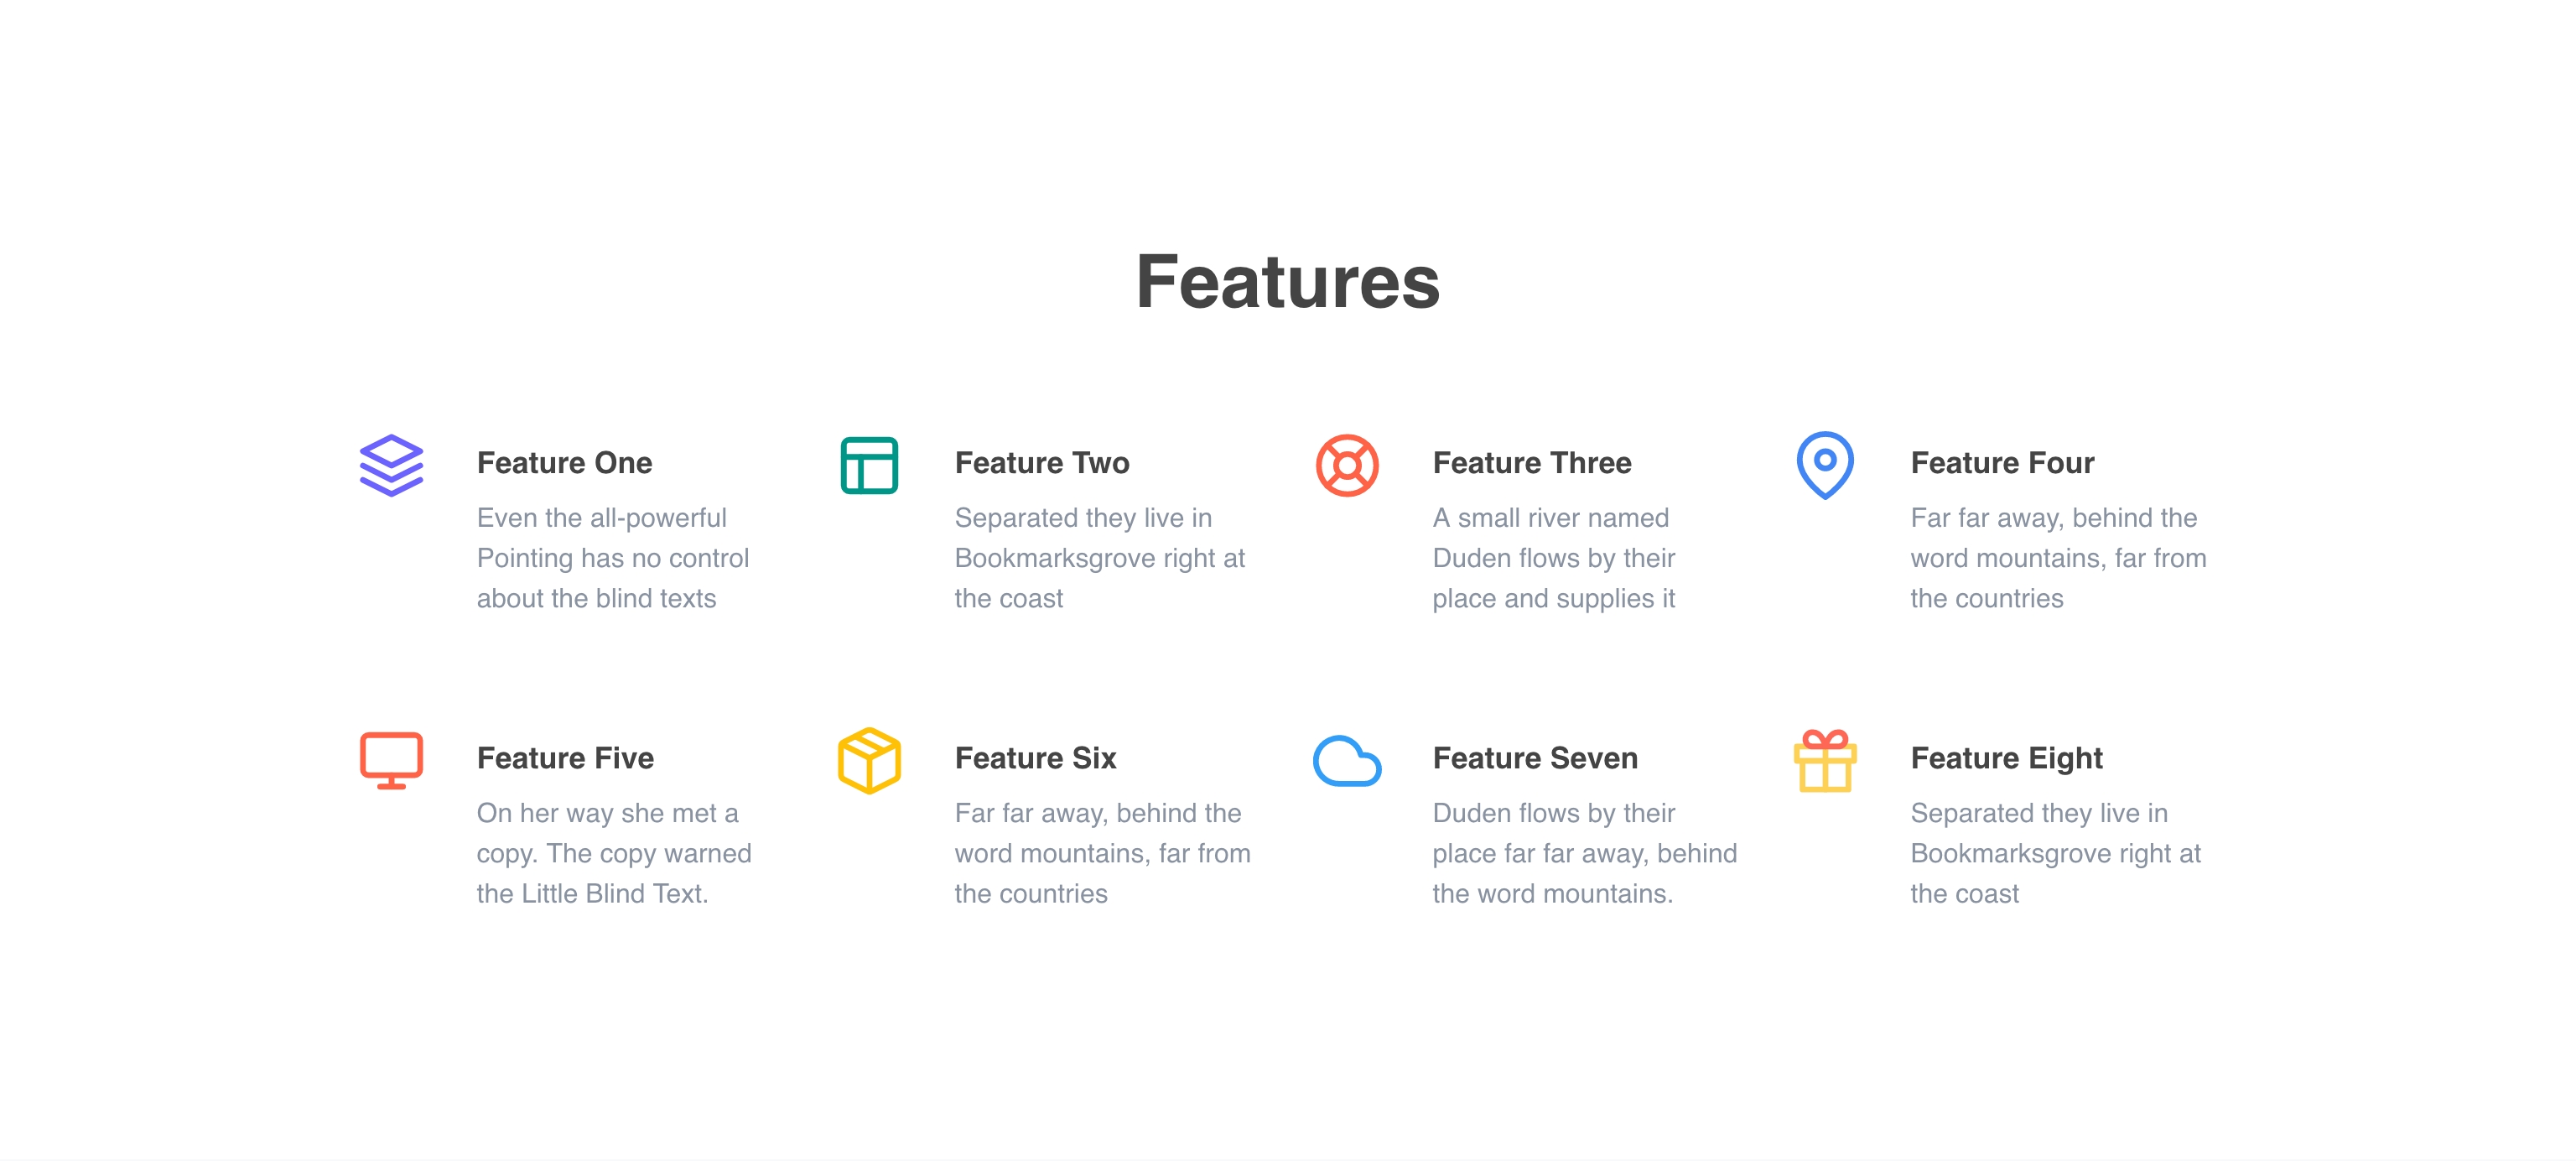 Features
Feature One
Even the all-powerful
Pointing has no control
about the blind texts
Feature Two
Separated they live in
Bookmarksgrove right at
the coast
Feature Three
A small river named
Duden flows by their
place and supplies it
Feature Four
Far far away, behind the
word mountains, far from
the countries
Feature Five
On her way she met a
copy. The copy warned
the Little Blind Text.
Feature Six
Far far away, behind the
word mountains, far from
the countries
Feature Seven
Duden flows by their
place far far away, behind
the word mountains.
Feature Eight
Separated they live in
Bookmarksgrove right at
the coast